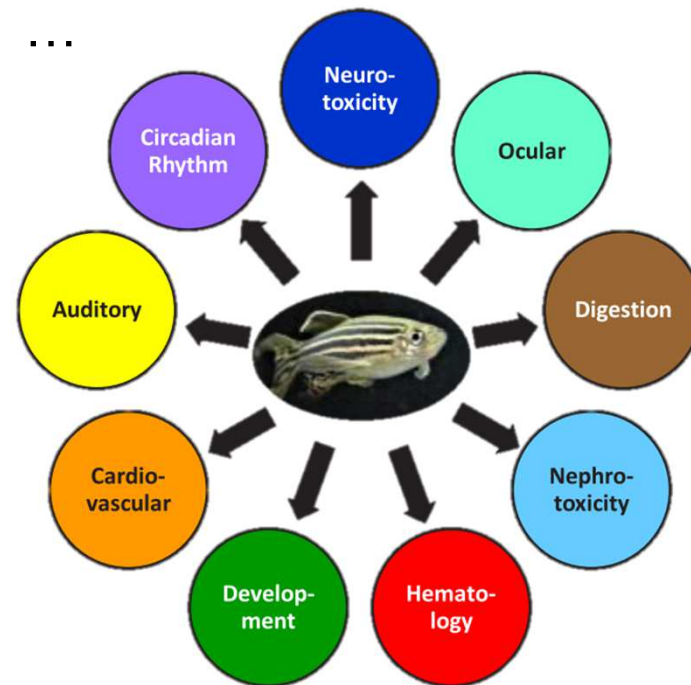 ...
Neuro-
toxicity
Ocular
Digestion
Nephro-
toxicity
Hemato-
logy
Develop-
ment
Cardio-
vascular
Auditory
Circadian
Rhythm